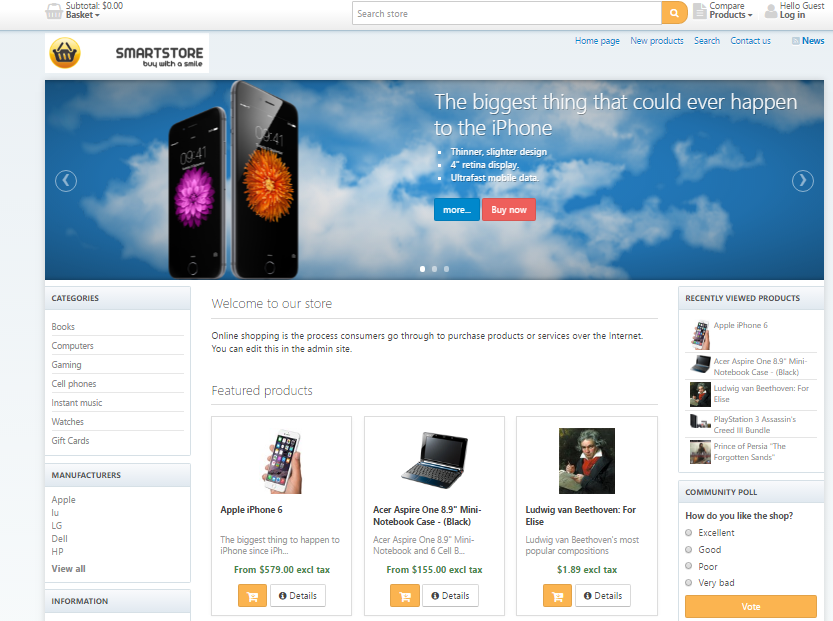 Subtotal: $0.00
Basket
Search store
Compare
Products
Hello Guest
Log in
SMARTSTORE
buy with a smile
Home page
New products
Search
Contact us
News
The biggest thing that could ever happen
to the iPhone
Thinner, slighter design
4" retina display.
Ultrafast mobile data.
more...
Buy now
09:41
09:41
CATEGORIES
Books
Computers
Gaming
Cell phones
Instant music
Watches
Gift Cards
MANUFACTURERS
Apple
lu
LG
Dell
HP
View all
INFORMATION
Welcome to our store
Online shopping is the process consumers go through to purchase products or services over the Internet.
You can edit this in the admin site.
Featured products
Apple iPhone 6
The biggest thing to happen to
iPhone since iPh...
From $579.00 excl tax
Details
Acer Aspire One 8.9" Mini-
Notebook Case - (Black)
Acer Aspire One 8.9" Mini-
Notebook and 6 Cell B...
From $155.00 excl tax
Details
Ludwig van Beethoven: For
Elise
Ludwig van Beethoven's most
popular compositions
$1.89 excl tax
Details
RECENTLY VIEWED PRODUCTS
Apple iPhone 6
Acer Aspire One 8.9" Mini-
Notebook Case - (Black)
Ludwig van Beethoven: For
Elise
PlayStation 3 Assassin's
Creed III Bundle
Prince of Persia "The
Forgotten Sands"
COMMUNITY POLL
How do you like the shop?
Excellent
Good
Poor
Very bad
Vote